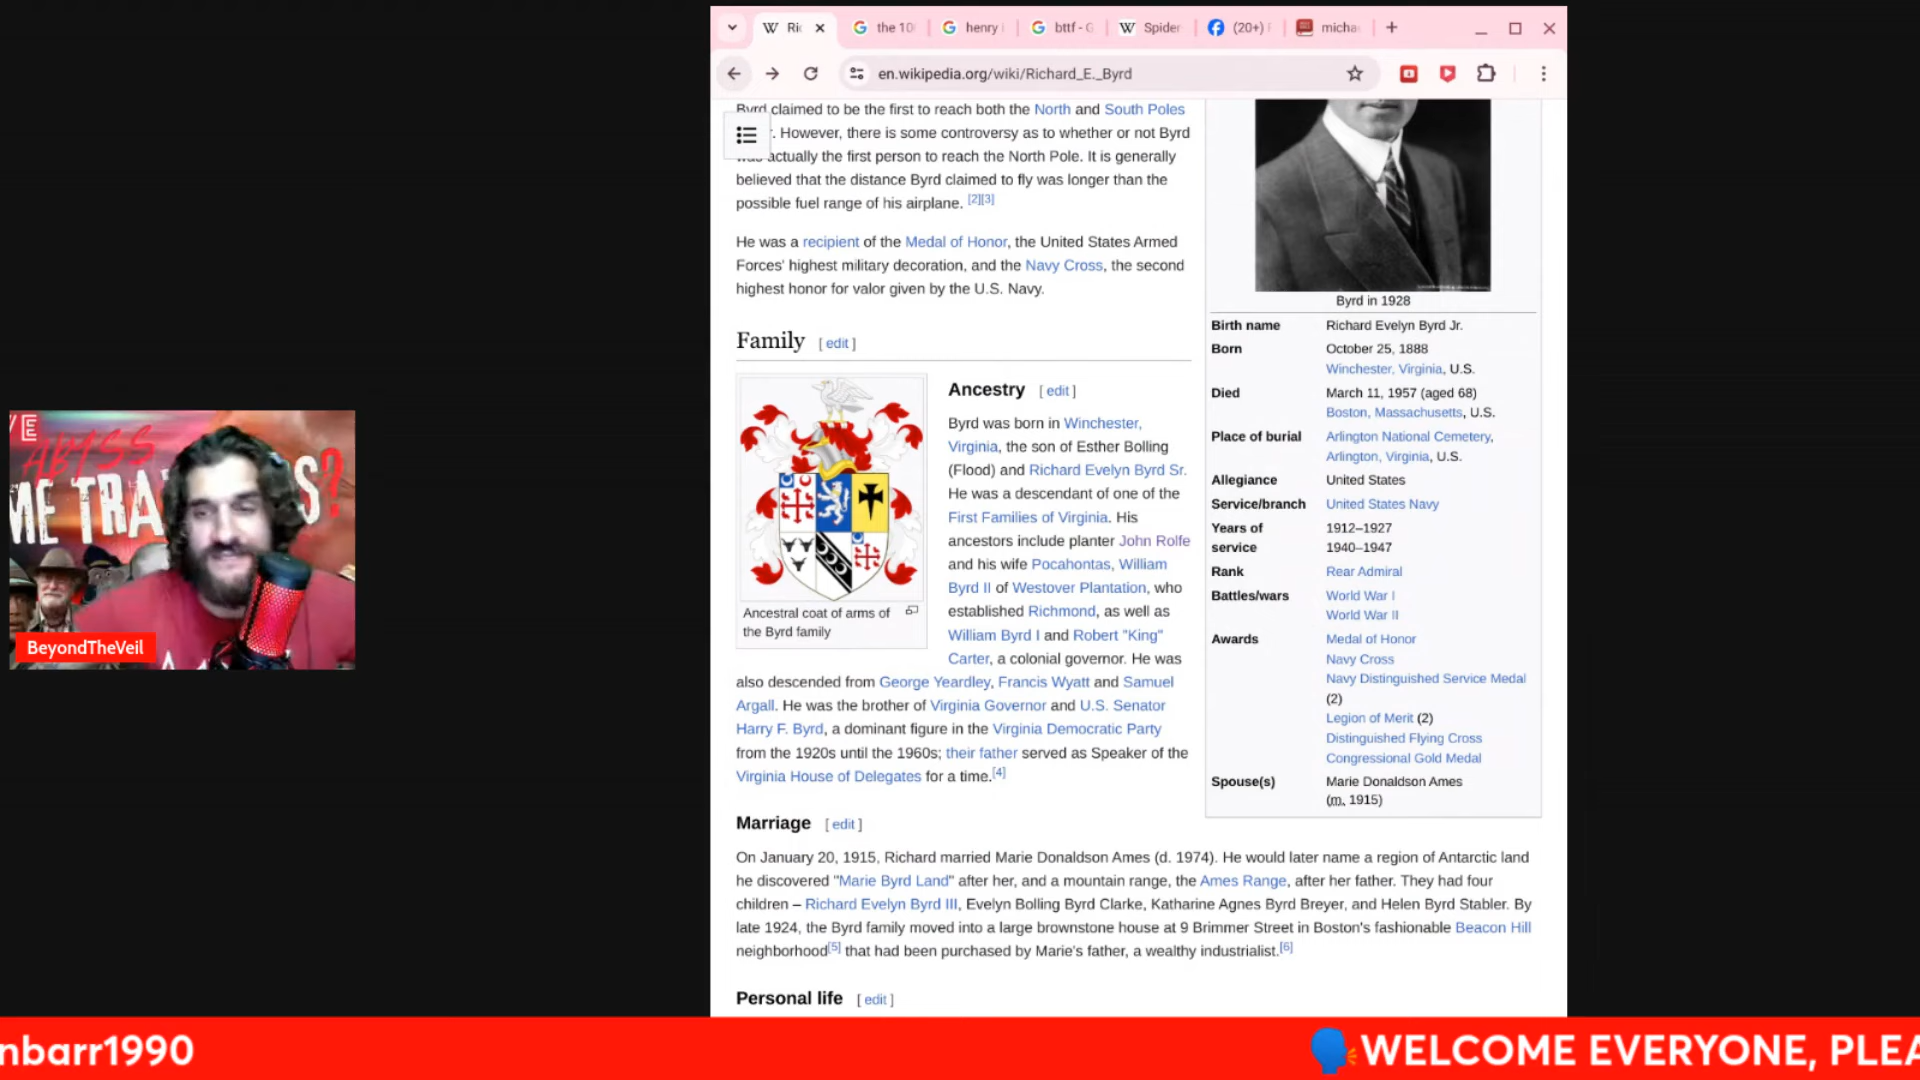 Ric
the 10
henry i
bttf - G
Spider
(20+) F
micha
en.wikipedia.org/wiki/Richard_E._Byrd
Byrd claimed to be the first to reach both the North and South Poles
r. However, there is some controversy as to whether or not Byrd
was actually the first person to reach the North Pole. It is generally
believed that the distance Byrd claimed to fly was longer than the
possible fuel range of his airplane. [2][3]
He was a recipient of the Medal of Honor, the United States Armed
Forces' highest military decoration, and the Navy Cross, the second
highest honor for valor given by the U.S. Navy.
Family [ edit ]
Ancestry [ edit ]
Byrd was born in Winchester,
Virginia, the son of Esther Bolling
(Flood) and Richard Evelyn Byrd Sr.
He was a descendant of one of the
First Families of Virginia. His
ancestors include planter John Rolfe
and his wife Pocahontas, William
Byrd II of Westover Plantation, who
established Richmond, as well as
William Byrd I and Robert "King"
Carter, a colonial governor. He was
Ancestral coat of arms of
the Byrd family
also descended from George Yeardley, Francis Wyatt and Samuel
Argall. He was the brother of Virginia Governor and U.S. Senator
Harry F. Byrd, a dominant figure in the Virginia Democratic Party
from the 1920s until the 1960s; their father served as Speaker of the
Virginia House of Delegates for a time.[4]
Byrd in 1928
Birth name Richard Evelyn Byrd Jr.
Born October 25, 1888
Winchester, Virginia, U.S.
Died March 11, 1957 (aged 68)
Boston, Massachusetts, U.S.
Place of burial Arlington National Cemetery,
Arlington, Virginia, U.S.
Allegiance United States
Service/branch United States Navy
Years of 1912–1927
service 1940–1947
Rank Rear Admiral
Battles/wars World War I
World War II
Awards Medal of Honor
Navy Cross
Navy Distinguished Service Medal
(2)
Legion of Merit (2)
Distinguished Flying Cross
Congressional Gold Medal
Spouse(s) Marie Donaldson Ames
(m. 1915)
Marriage [ edit ]
On January 20, 1915, Richard married Marie Donaldson Ames (d. 1974). He would later name a region of Antarctic land
he discovered "Marie Byrd Land" after her, and a mountain range, the Ames Range, after her father. They had four
children – Richard Evelyn Byrd III, Evelyn Bolling Byrd Clarke, Katharine Agnes Byrd Breyer, and Helen Byrd Stabler. By
late 1924, the Byrd family moved into a large brownstone house at 9 Brimmer Street in Boston's fashionable Beacon Hill
neighborhood[5] that had been purchased by Marie's father, a wealthy industrialist.[6]
Personal life [ edit ]
VE
ABYSS
ME TRA S?
BeyondTheVeil
nbarr1990
WELCOME EVERYONE, PLEA